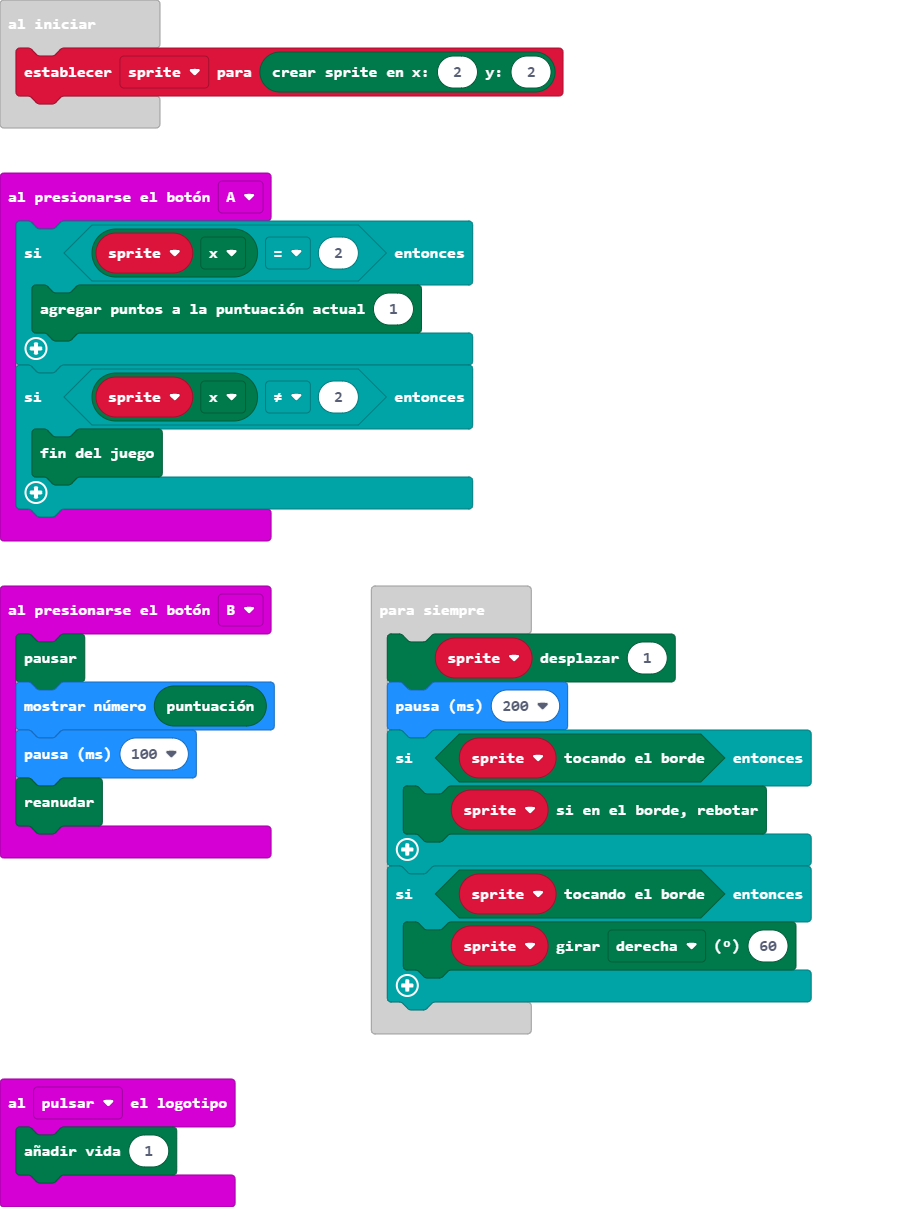 al iniciar
establecer sprite para crear sprite en x: 2 y: 2
al presionarse el botón A
si sprite x = 2 entonces
agregar puntos a la puntuación actual 1
si sprite x ≠ 2 entonces
fin del juego
al presionarse el botón B
pausar
mostrar número puntuación
pausa (ms) 100
reanudar
para siempre
sprite desplazar 1
pausa (ms) 200
si sprite tocando el borde entonces
sprite si en el borde, rebotar
si sprite tocando el borde entonces
sprite girar derecha (º) 60
al pulsar el logotipo
añadir vida 1